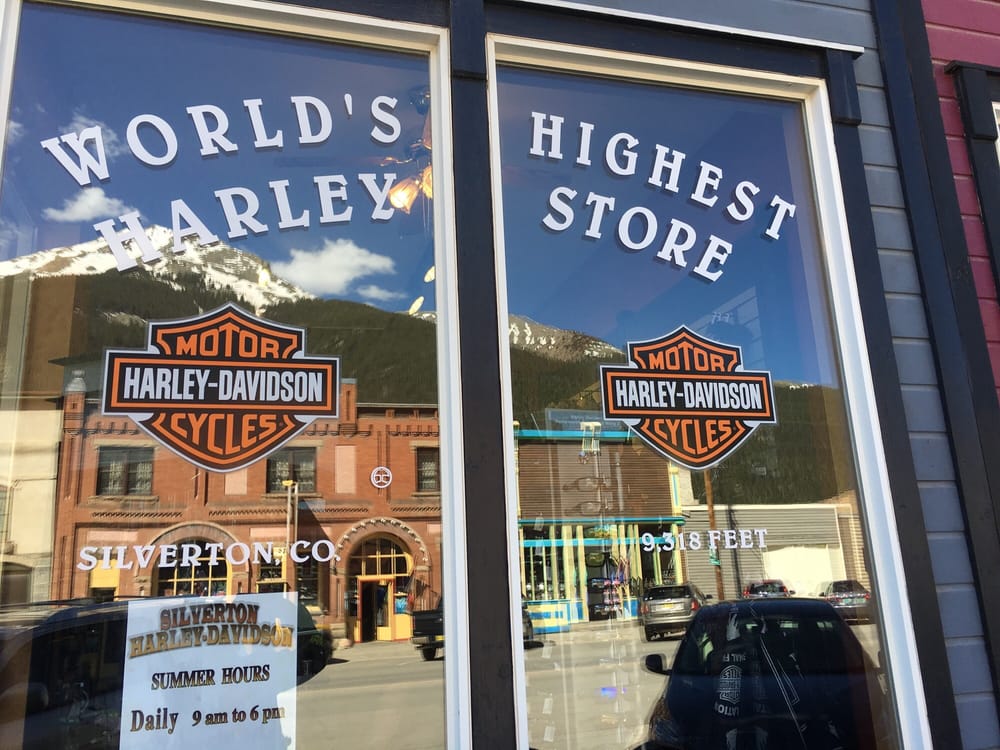 WORLD'S HIGHEST
HARLEY STORE
MOTOR
HARLEY-DAVIDSON
CYCLES
MOTOR
HARLEY-DAVIDSON
CYCLES
SILVERTON, CO.
9,318 FEET
SILVERTON
HARLEY-DAVIDSON
SUMMER HOURS
Daily 9 am to 6 pm